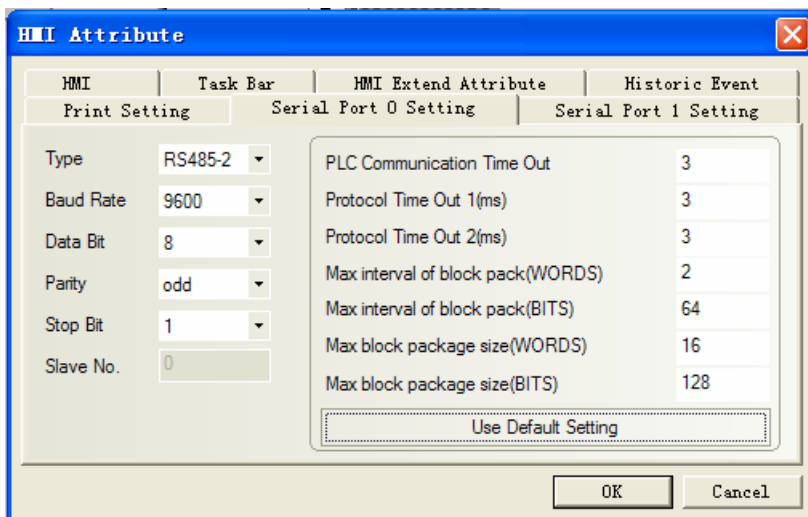 HMI Attribute
HMI Task Bar HMI Extend Attribute Historic Event
Print Setting Serial Port 0 Setting Serial Port 1 Setting
Type RS485-2
Baud Rate 9600
Data Bit 8
Parity odd
Stop Bit 1
Slave No. 0
PLC Communication Time Out 3
Protocol Time Out 1(ms) 3
Protocol Time Out 2(ms) 3
Max interval of block pack(WORDS) 2
Max interval of block pack(BITS) 64
Max block package size(WORDS) 16
Max block package size(BITS) 128
Use Default Setting
OK Cancel